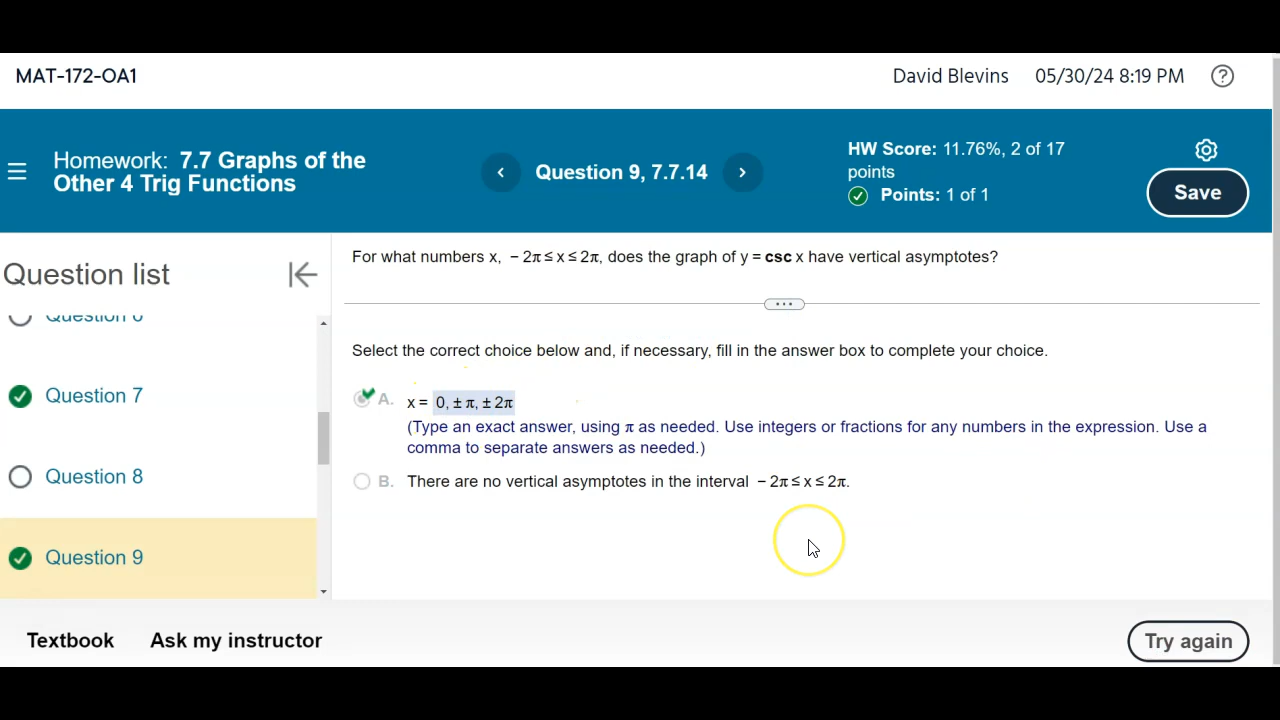 MAT-172-OA1
David Blevins 05/30/24 8:19 PM ?
Homework: 7.7 Graphs of the
Other 4 Trig Functions
Question 9, 7.7.14
HW Score: 11.76%, 2 of 17
points
Points: 1 of 1
Save
Question list
Question 6
Question 7
Question 8
Question 9
For what numbers x, − 2π ≤ x ≤ 2π, does the graph of y = csc x have vertical asymptotes?
Select the correct choice below and, if necessary, fill in the answer box to complete your choice.
A. x = 0, ± π, ± 2π
(Type an exact answer, using π as needed. Use integers or fractions for any numbers in the expression. Use a
comma to separate answers as needed.)
B. There are no vertical asymptotes in the interval − 2π ≤ x ≤ 2π.
Textbook Ask my instructor
Try again